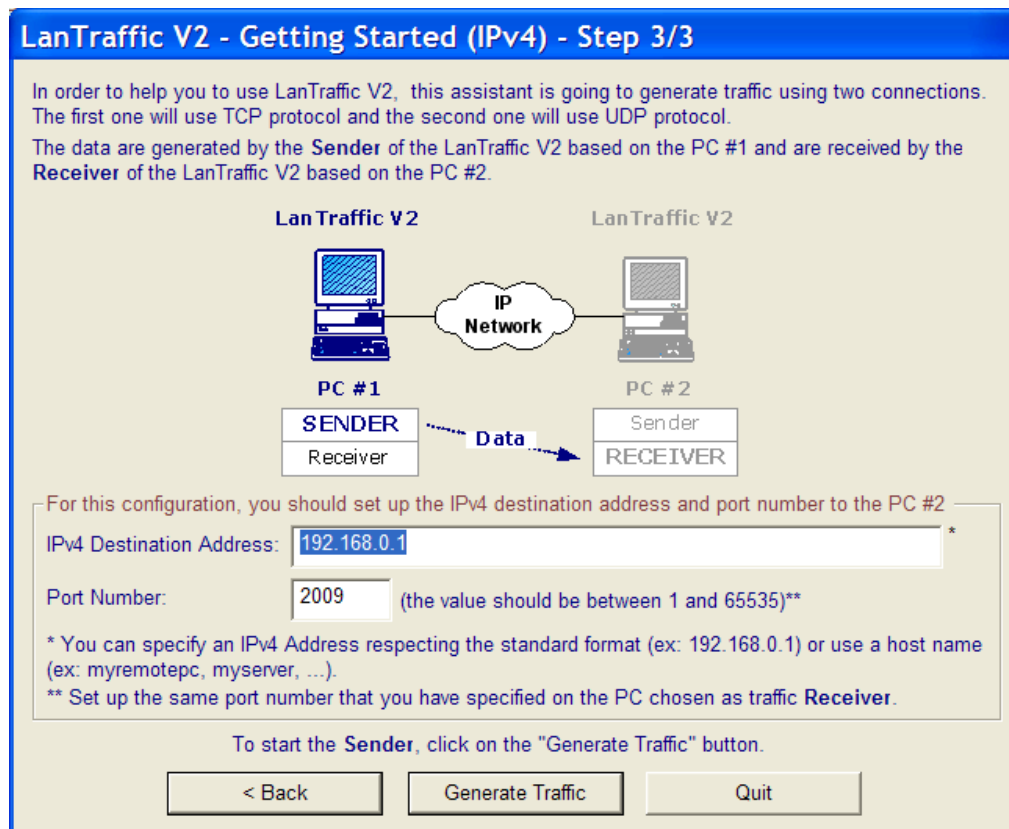 LanTraffic V2 - Getting Started (IPv4) - Step 3/3
In order to help you to use LanTraffic V2, this assistant is going to generate traffic using two connections.
The first one will use TCP protocol and the second one will use UDP protocol.
The data are generated by the Sender of the LanTraffic V2 based on the PC #1 and are received by the
Receiver of the LanTraffic V2 based on the PC #2.
LanTraffic V2
LanTraffic V2
IP
Network
PC #1
PC #2
SENDER
Receiver
Data
Sender
RECEIVER
For this configuration, you should set up the IPv4 destination address and port number to the PC #2
IPv4 Destination Address: 192.168.0.1 *
Port Number: 2009 (the value should be between 1 and 65535)**
* You can specify an IPv4 Address respecting the standard format (ex: 192.168.0.1) or use a host name
(ex: myremotepc, myserver, ...).
** Set up the same port number that you have specified on the PC chosen as traffic Receiver.
To start the Sender, click on the "Generate Traffic" button.
< Back
Generate Traffic
Quit